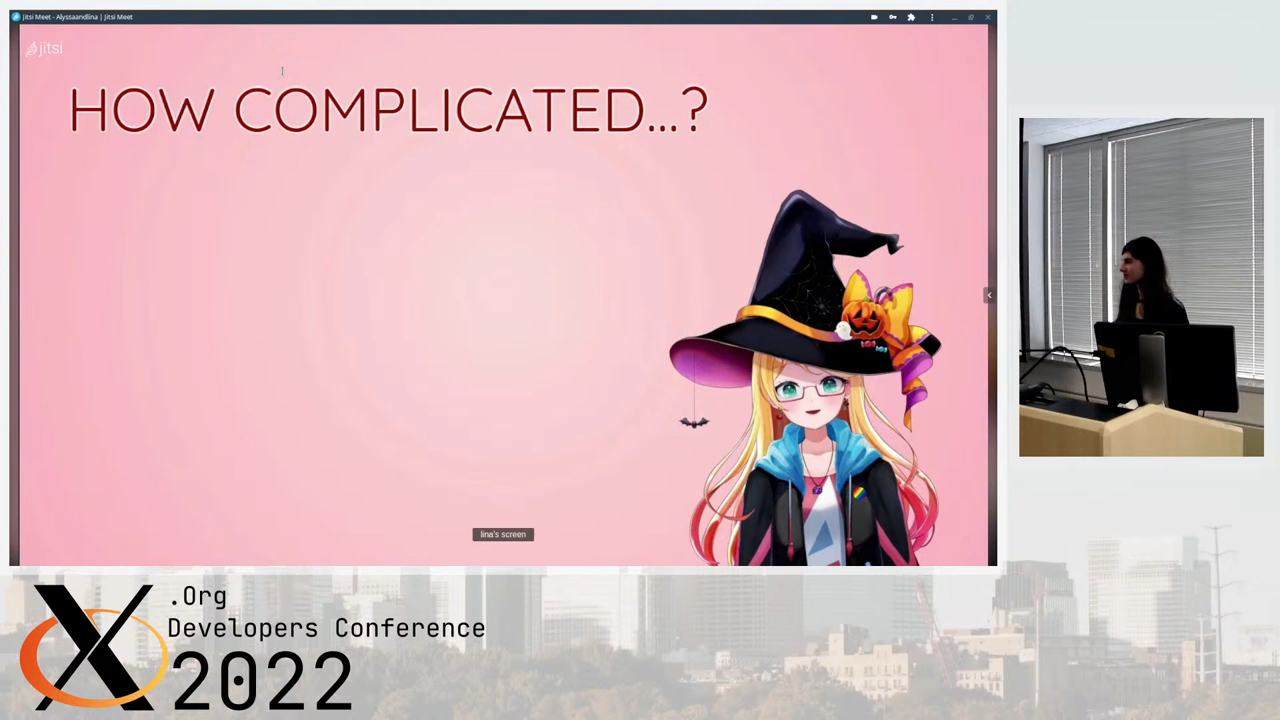 Jitsi Meet - Alyssaandlina | Jitsi Meet
jitsi
HOW COMPLICATED...?
lina's screen
X.Org
Developers Conference
2022